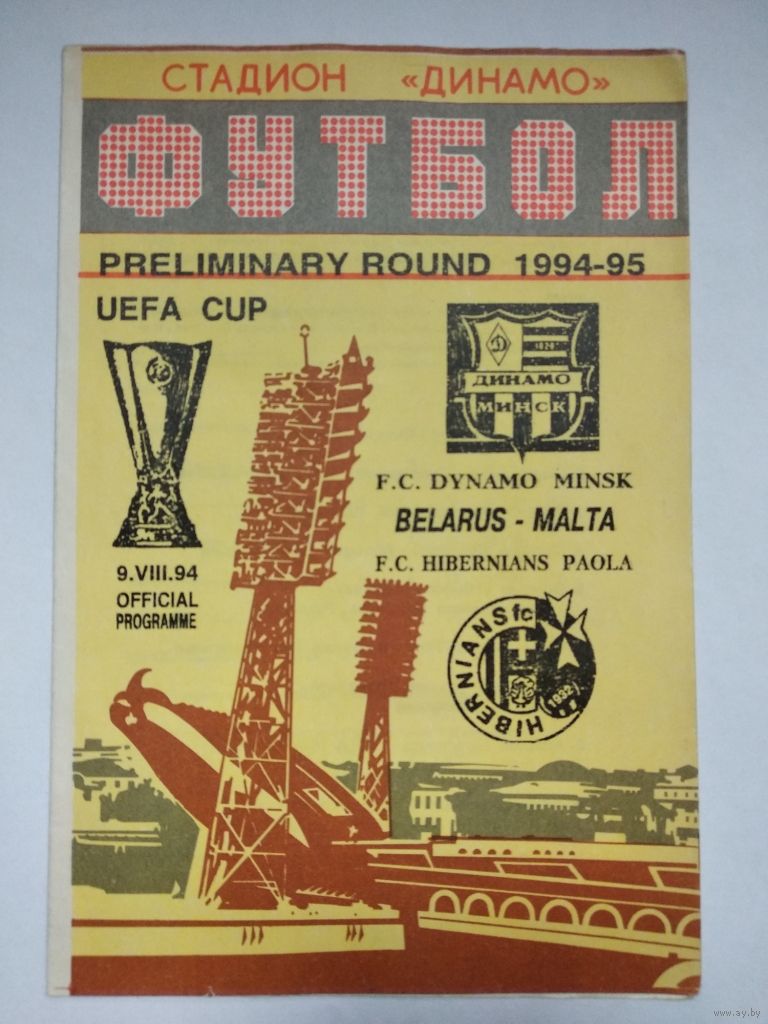 СТАДИОН «ДИНАМО»
ФУТБОЛ
PRELIMINARY ROUND 1994-95
UEFA CUP
ДИНАМО
МИНСК
F.C. DYNAMO MINSK
BELARUS - MALTA
F.C. HIBERNIANS PAOLA
9.VIII.94
OFFICIAL
PROGRAMME
HIBERNIANS fc
www.ay.by